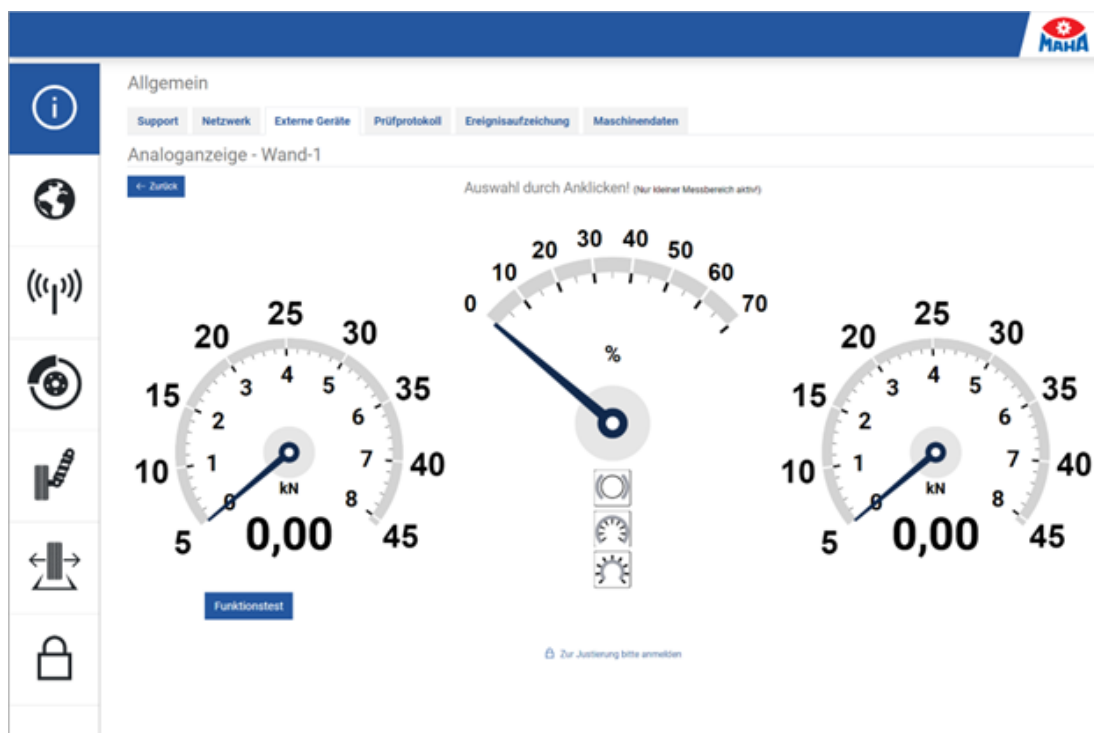 MAHA
Allgemein
Support Netzwerk Externe Geräte Prüfprotokoll Ereignisaufzeichung Maschinendaten
Analoganzeige - Wand-1
← Zurück
Auswahl durch Anklicken! (Nur kleiner Messbereich aktiv!)
0 10 20 30 40 50 60 70
%
5 10 15 20 25 30 35 40 45
0 1 2 3 4 5 6 7 8
kN
0,00
5 10 15 20 25 30 35 40 45
0 1 2 3 4 5 6 7 8
kN
0,00
Funktionstest
Zur Justierung bitte anmelden